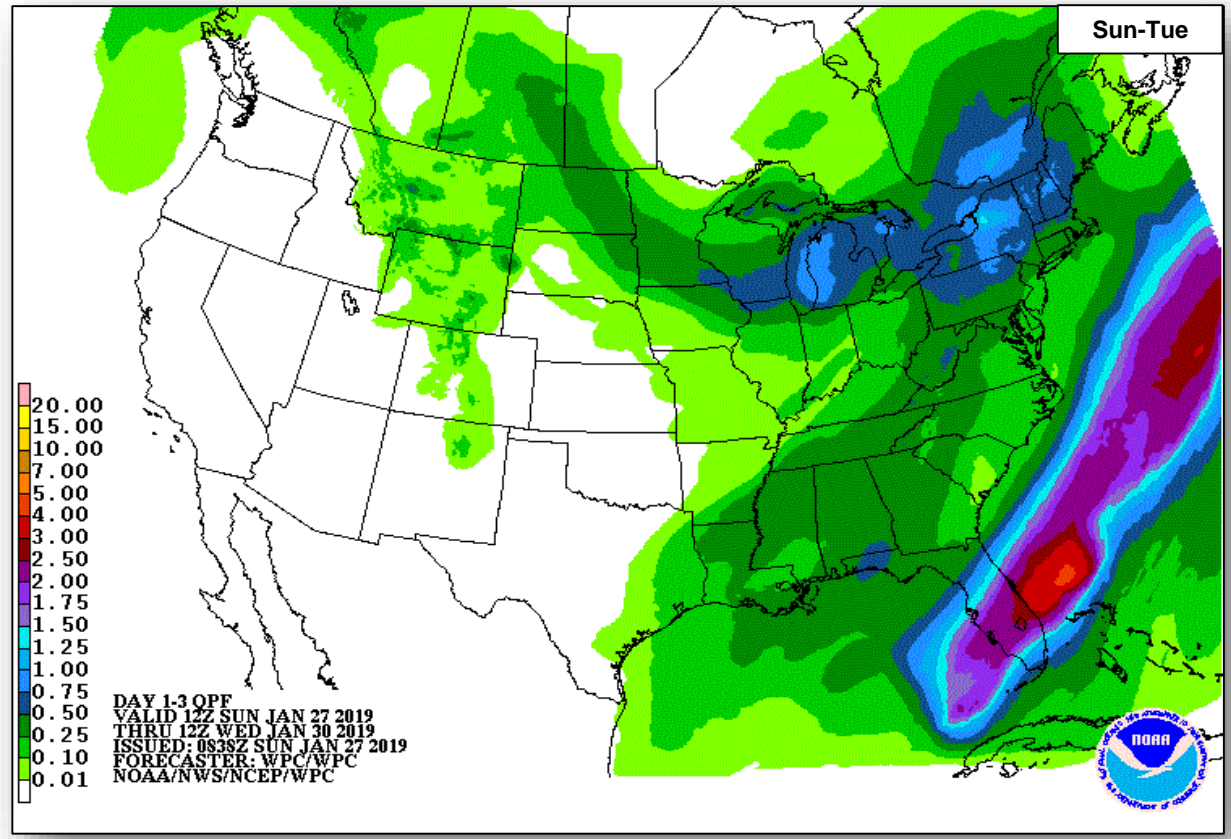 Sun-Tue
20.00
15.00
10.00
7.00
5.00
4.00
3.00
2.50
2.00
1.75
1.50
1.25
1.00
0.75
0.50
0.25
0.10
0.01
DAY 1-3 QPF
VALID 12Z SUN JAN 27 2019
THRU 12Z WED JAN 30 2019
ISSUED: 0838Z SUN JAN 27 2019
FORECASTER: WPC/WPC
NOAA/NWS/NCEP/WPC
noaa